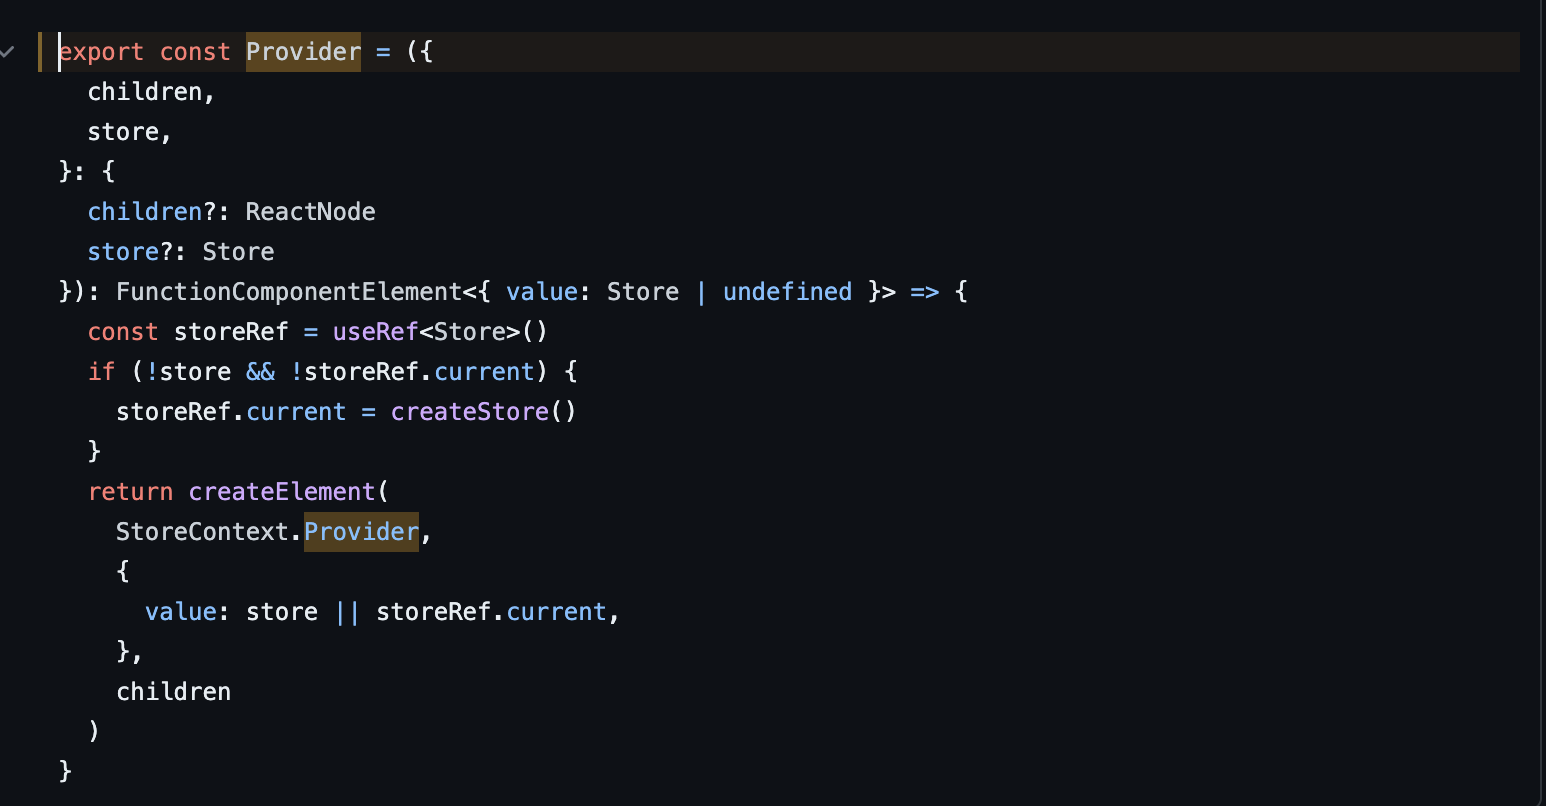 export const Provider = ({
  children,
  store,
}: {
  children?: ReactNode
  store?: Store
}): FunctionComponentElement<{ value: Store | undefined }> => {
  const storeRef = useRef<Store>()
  if (!store && !storeRef.current) {
    storeRef.current = createStore()
  }
  return createElement(
    StoreContext.Provider,
    {
      value: store || storeRef.current,
    },
    children
  )
}